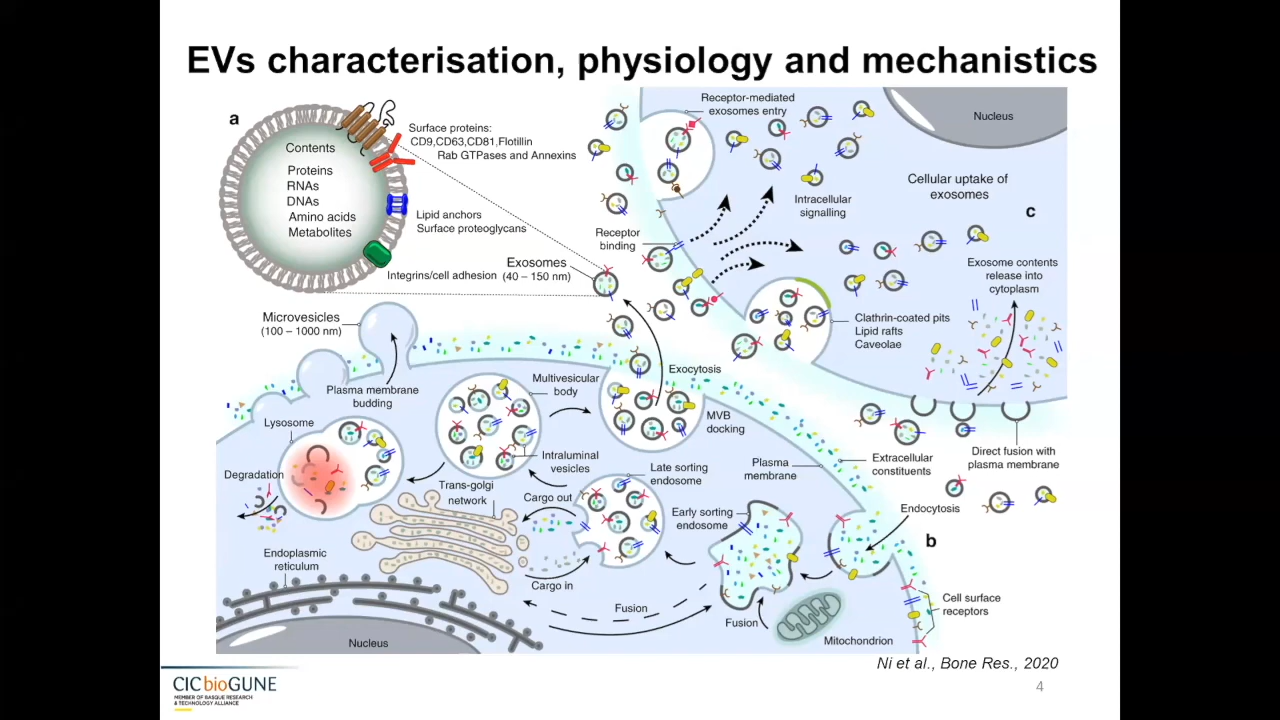 EVs characterisation, physiology and mechanistics
a
Contents
Proteins
RNAs
DNAs
Amino acids
Metabolites
Surface proteins:
CD9,CD63,CD81,Flotillin
Rab GTPases and Annexins
Lipid anchors
Surface proteoglycans
Integrins/cell adhesion
Exosomes
(40 – 150 nm)
Microvesicles
(100 – 1000 nm)
Plasma membrane
budding
Lysosome
Degradation
Endoplasmic
reticulum
Nucleus
Multivesicular
body
Intraluminal
vesicles
Trans-golgi
network
Cargo out
Cargo in
Late sorting
endosome
Early sorting
endosome
Fusion
Fusion
Mitochondrion
Exocytosis
MVB
docking
Plasma
membrane
Extracellular
constituents
Endocytosis
b
Cell surface
receptors
Receptor-mediated
exosomes entry
Receptor
binding
Intracellular
signalling
Nucleus
Cellular uptake of
exosomes
c
Exosome contents
release into
cytoplasm
Clathrin-coated pits
Lipid rafts
Caveolae
Direct fusion with
plasma membrane
Ni et al., Bone Res., 2020
CIC bioGUNE
MEMBER OF BASQUE RESEARCH
& TECHNOLOGY ALLIANCE
4